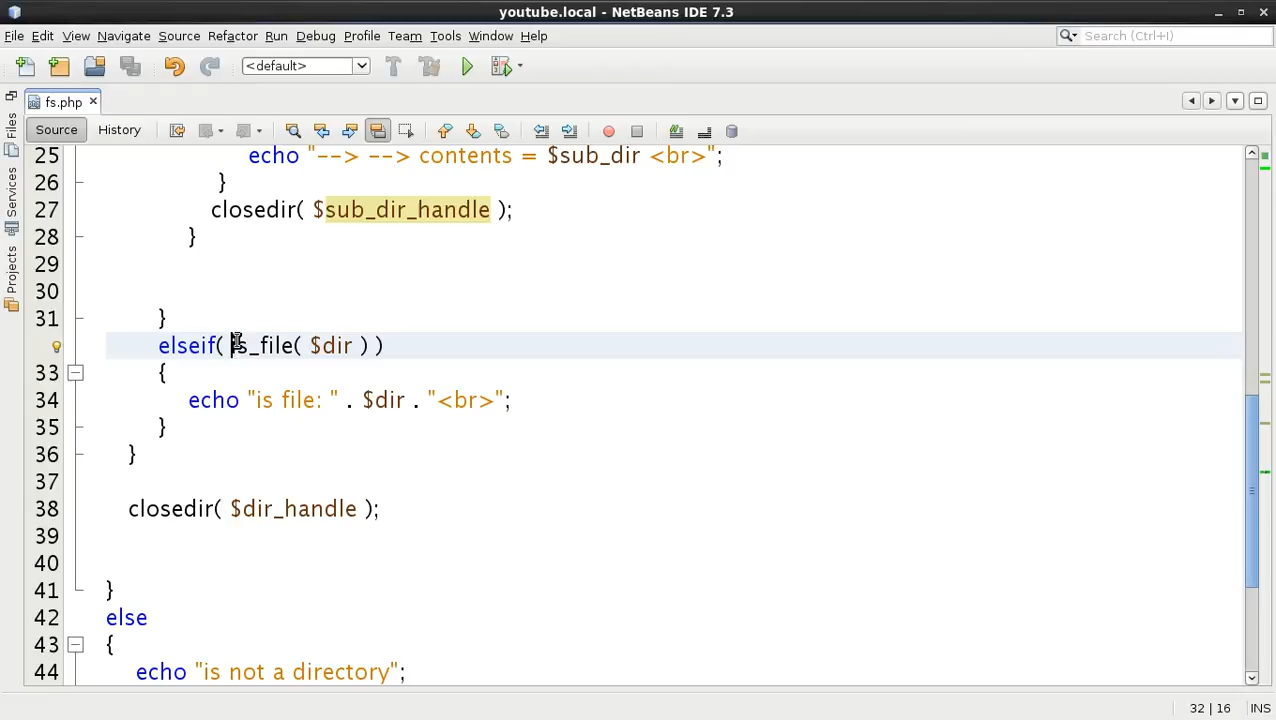 youtube.local - NetBeans IDE 7.3
File Edit View Navigate Source Refactor Run Debug Profile Team Tools Window Help
Search (Ctrl+I)
<default>
fs.php
Source History
Files
Services
Projects
25 echo "--> --> contents = $sub_dir <br>";
26 }
27 closedir( $sub_dir_handle );
28 }
29
30
31 }
elseif( is_file( $dir ) )
33 {
34 echo "is file: " . $dir . "<br>";
35 }
36 }
37
38 closedir( $dir_handle );
39
40
41 }
42 else
43 {
44 echo "is not a directory";
32 | 16 INS